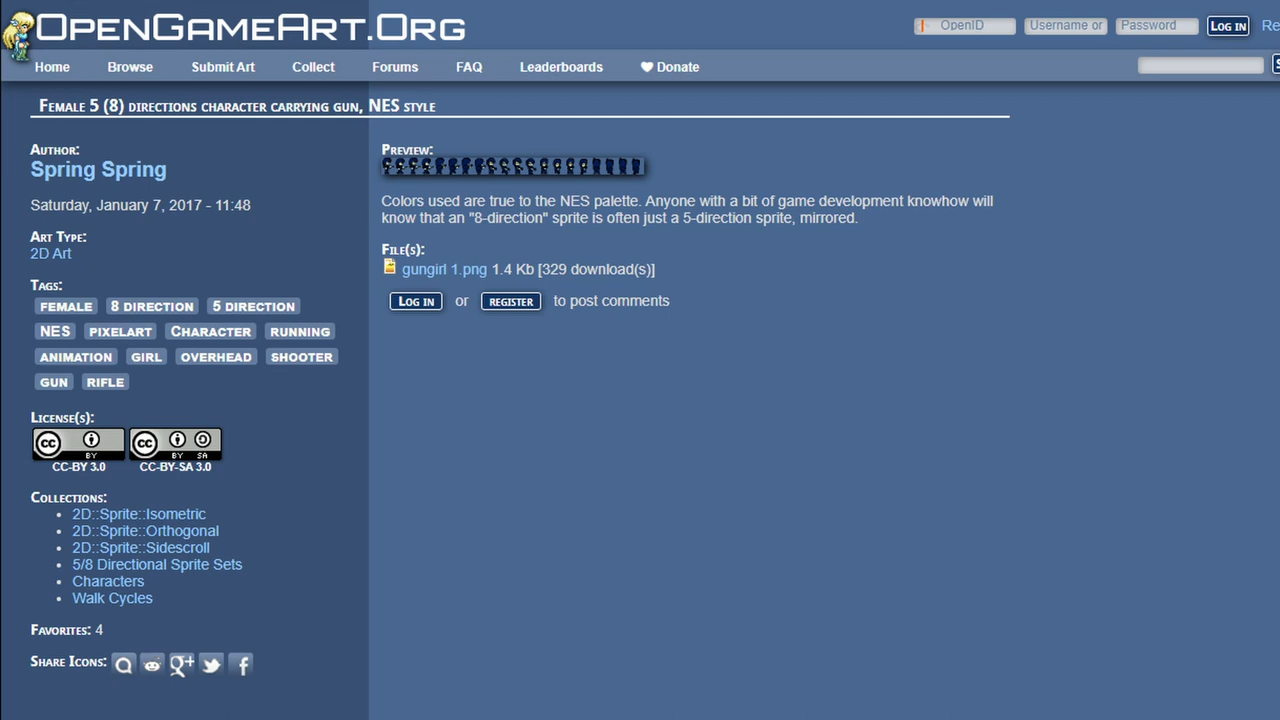 OpenGameArt.Org
OpenID
Username or
Password
Log in
Re
Home
Browse
Submit Art
Collect
Forums
FAQ
Leaderboards
Donate
S
Female 5 (8) directions character carrying gun, NES style
Author:
Spring Spring
Saturday, January 7, 2017 - 11:48
Art Type:
2D Art
Tags:
female 8 direction 5 direction
NES pixelart Character running
animation girl overhead shooter
gun rifle
License(s):
cc BY cc BY SA
CC-BY 3.0 CC-BY-SA 3.0
Collections:
2D::Sprite::Isometric
2D::Sprite::Orthogonal
2D::Sprite::Sidescroll
5/8 Directional Sprite Sets
Characters
Walk Cycles
Favorites: 4
Share Icons:
Preview:
Colors used are true to the NES palette. Anyone with a bit of game development knowhow will
know that an "8-direction" sprite is often just a 5-direction sprite, mirrored.
File(s):
gungirl 1.png 1.4 Kb [329 download(s)]
Log in or register to post comments